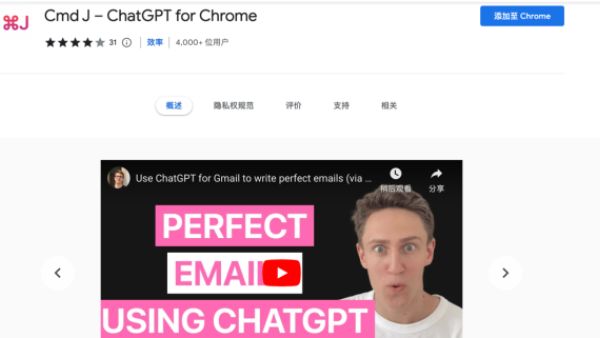 ⌘J
Cmd J – ChatGPT for Chrome
添加至 Chrome
31
效率
4,000+ 位用户
概述
隐私权规范
评价
支持
相关
Use ChatGPT for Gmail to write perfect emails (via ...
稍后观看
分享
PERFECT
EMAIL
USING CHATGPT